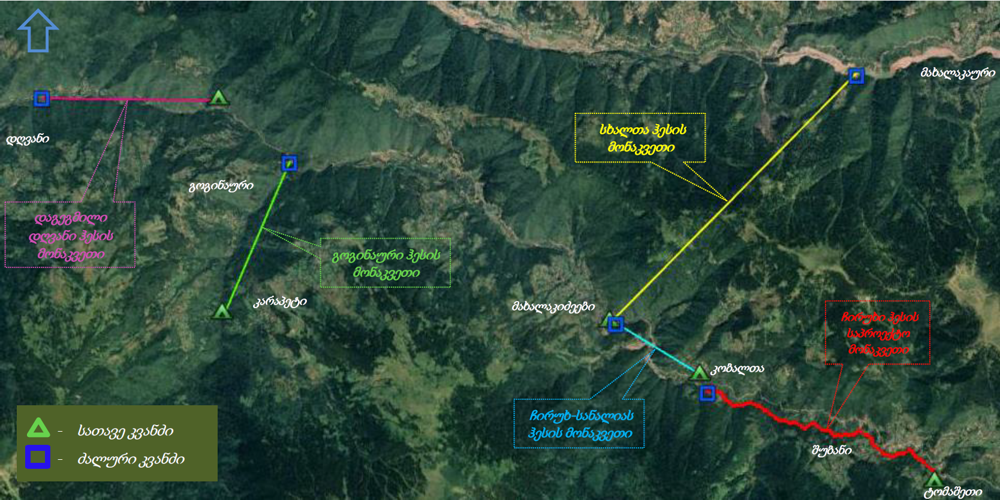 მახალაკაური
სხალთა ჰესის
მონაკვეთი
დღვანი
გოგინაური
დაგეგმილი
დღვანი ჰესის
მონაკვეთი
გოგინაური ჰესის
მონაკვეთი
კარაპეტი
მახალაკიძეები
ჩირუხი ჰესის
საპროექტო
მონაკვეთი
კობალთა
ჩირუხ-სანალიას
ჰესის მონაკვეთი
შუბანი
ტომაშეთი
- სათავე კვანძი
- ძალური კვანძი